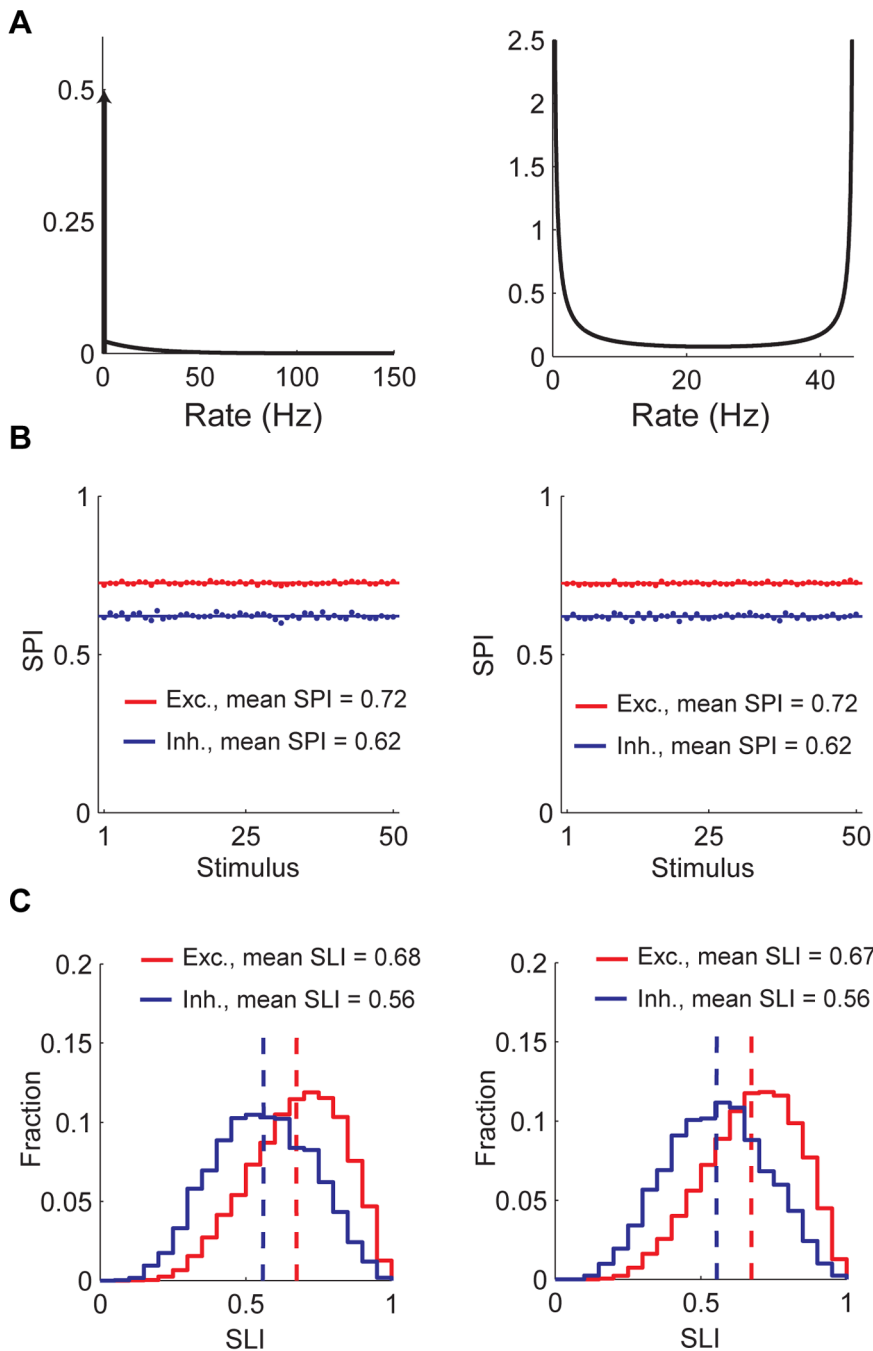 A
0.5
0.25
0
0
50
100
150
Rate (Hz)
2.5
2
1.5
1
0.5
0
0
20
40
Rate (Hz)
B
1
0.5
0
SPI
Exc., mean SPI = 0.72
Inh., mean SPI = 0.62
1
25
50
Stimulus
1
0.5
0
SPI
Exc., mean SPI = 0.72
Inh., mean SPI = 0.62
1
25
50
Stimulus
C
Exc., mean SLI = 0.68
Inh., mean SLI = 0.56
0.2
0.15
0.1
0.05
0
Fraction
0
0.5
1
SLI
Exc., mean SLI = 0.67
Inh., mean SLI = 0.56
0.2
0.15
0.1
0.05
0
Fraction
0
0.5
1
SLI